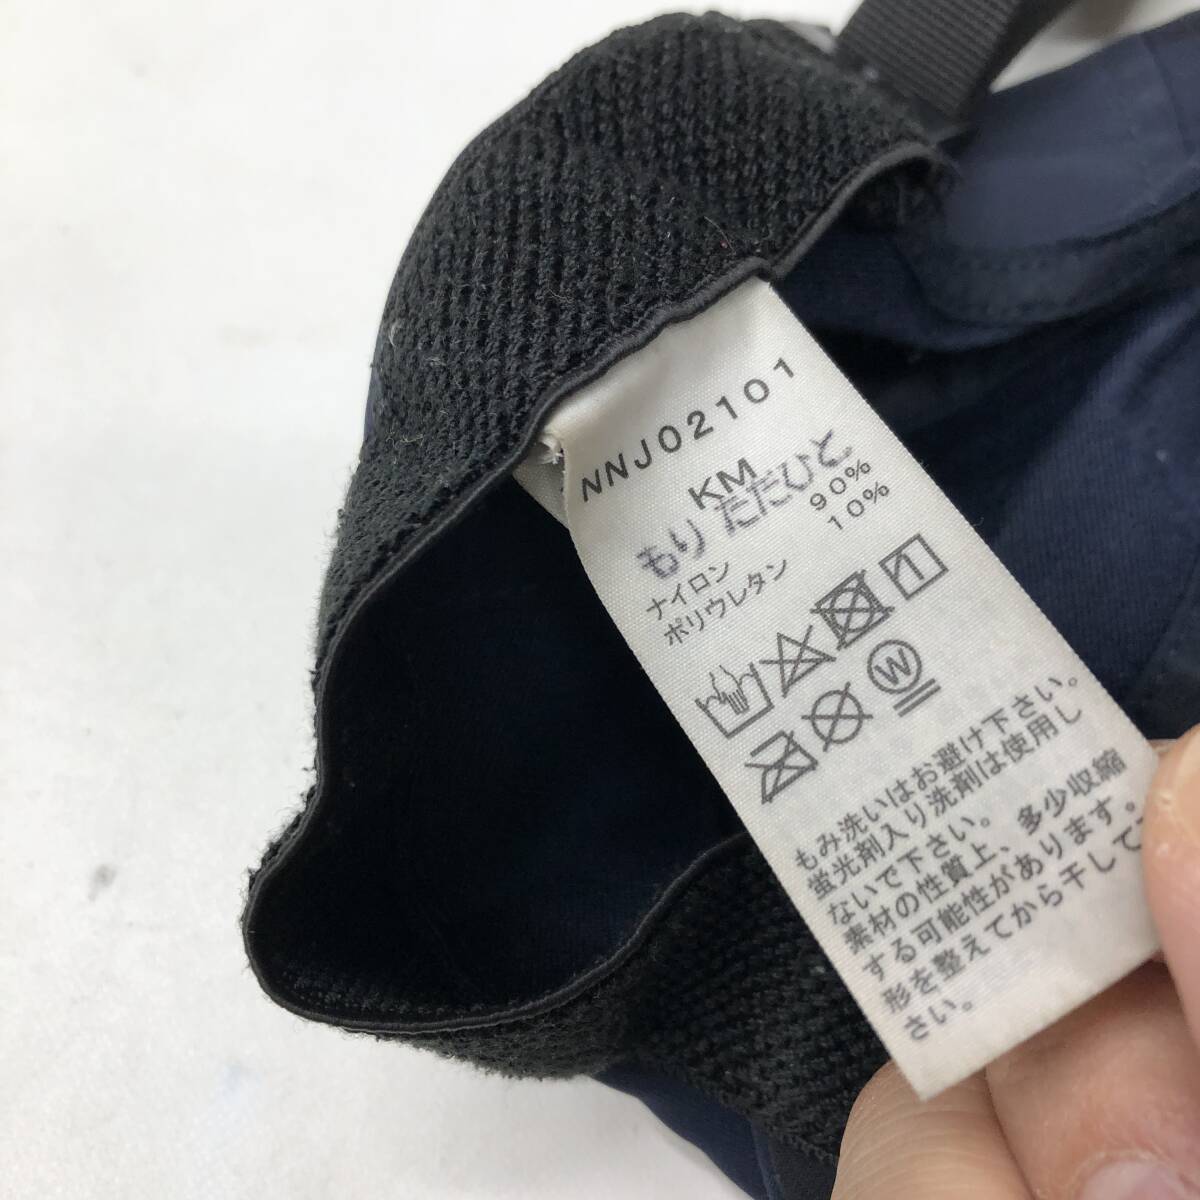 NNJ02101
KM
もり ただひと
ナイロン 90%
ポリウレタン 10%
1
W
もみ洗いはお避け下さい。
蛍光剤入り洗剤は使用し
ないで下さい。
素材の性質上、多少収縮
する可能性があります。
形を整えてから干して下
さい。